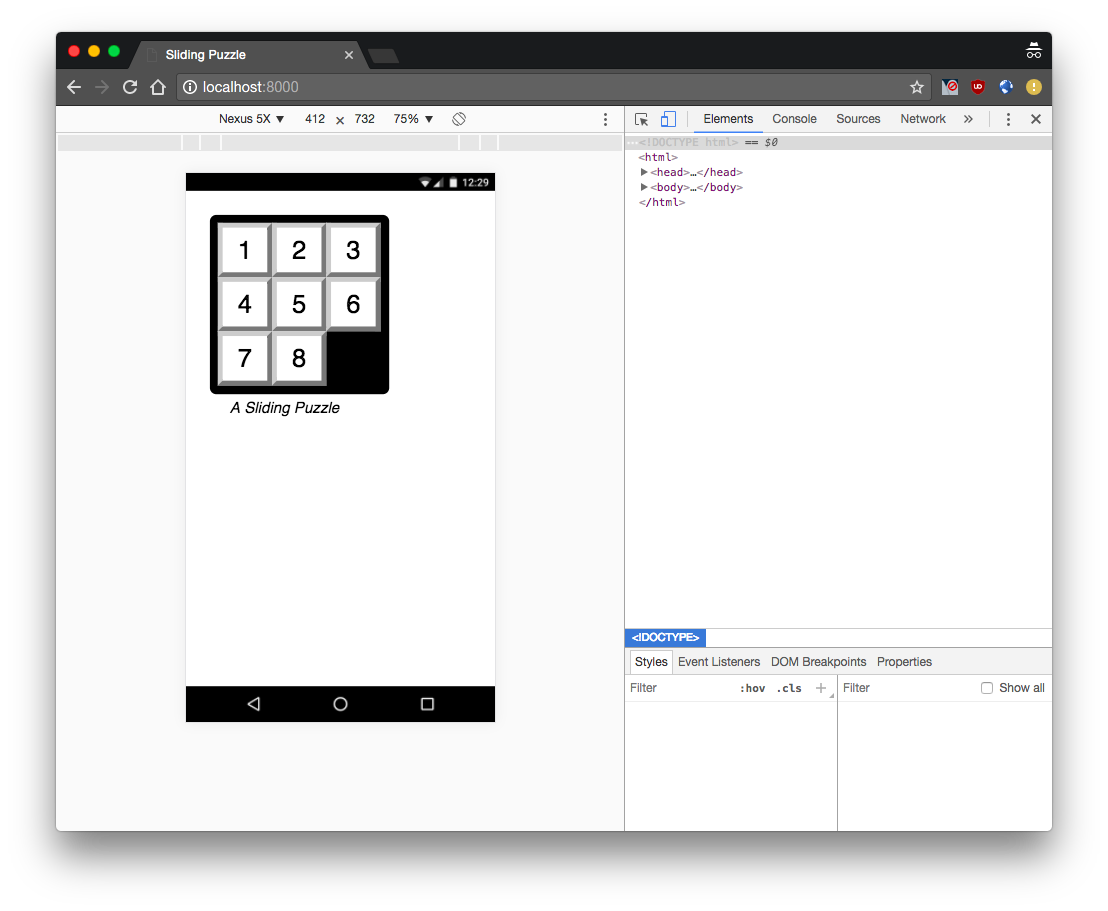 Sliding Puzzle
localhost:8000
Nexus 5X 412 × 732 75%
Elements Console Sources Network
<!DOCTYPE html> == $0
<html>
<head>…</head>
<body>…</body>
</html>
12:29
1 2 3
4 5 6
7 8
A Sliding Puzzle
<!DOCTYPE>
Styles Event Listeners DOM Breakpoints Properties
Filter :hov .cls + Filter Show all